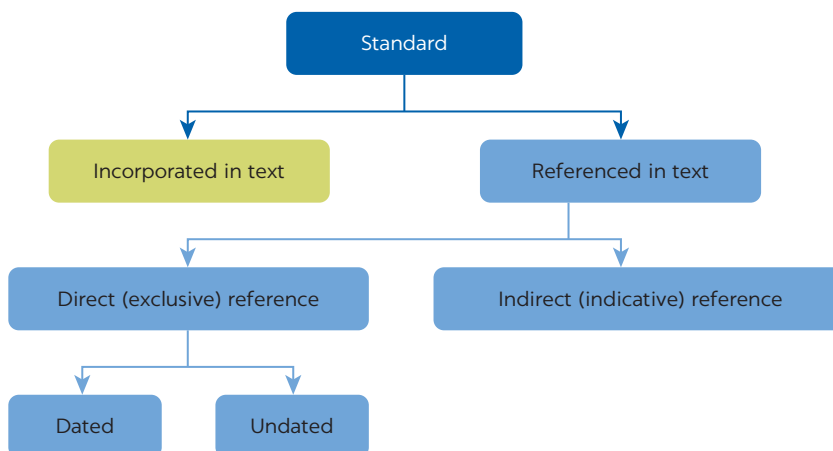 Standard
Incorporated in text
Referenced in text
Direct (exclusive) reference
Indirect (indicative) reference
Dated
Undated